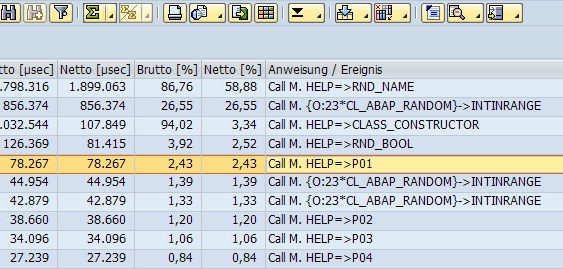 tto [µsec] Netto [µsec] Brutto [%] Netto [%] Anweisung / Ereignis
.798.316 1.899.063 86,76 58,88 Call M. HELP=>RND_NAME
856.374 856.374 26,55 26,55 Call M. {O:23*CL_ABAP_RANDOM}->INTINRANGE
.032.544 107.849 94,02 3,34 Call M. HELP=>CLASS_CONSTRUCTOR
126.369 81.415 3,92 2,52 Call M. HELP=>RND_BOOL
78.267 78.267 2,43 2,43 Call M. HELP=>P01
44.954 44.954 1,39 1,39 Call M. {O:23*CL_ABAP_RANDOM}->INTINRANGE
42.879 42.879 1,33 1,33 Call M. {O:23*CL_ABAP_RANDOM}->INTINRANGE
38.660 38.660 1,20 1,20 Call M. HELP=>P02
34.096 34.096 1,06 1,06 Call M. HELP=>P03
27.239 27.239 0,84 0,84 Call M. HELP=>P04